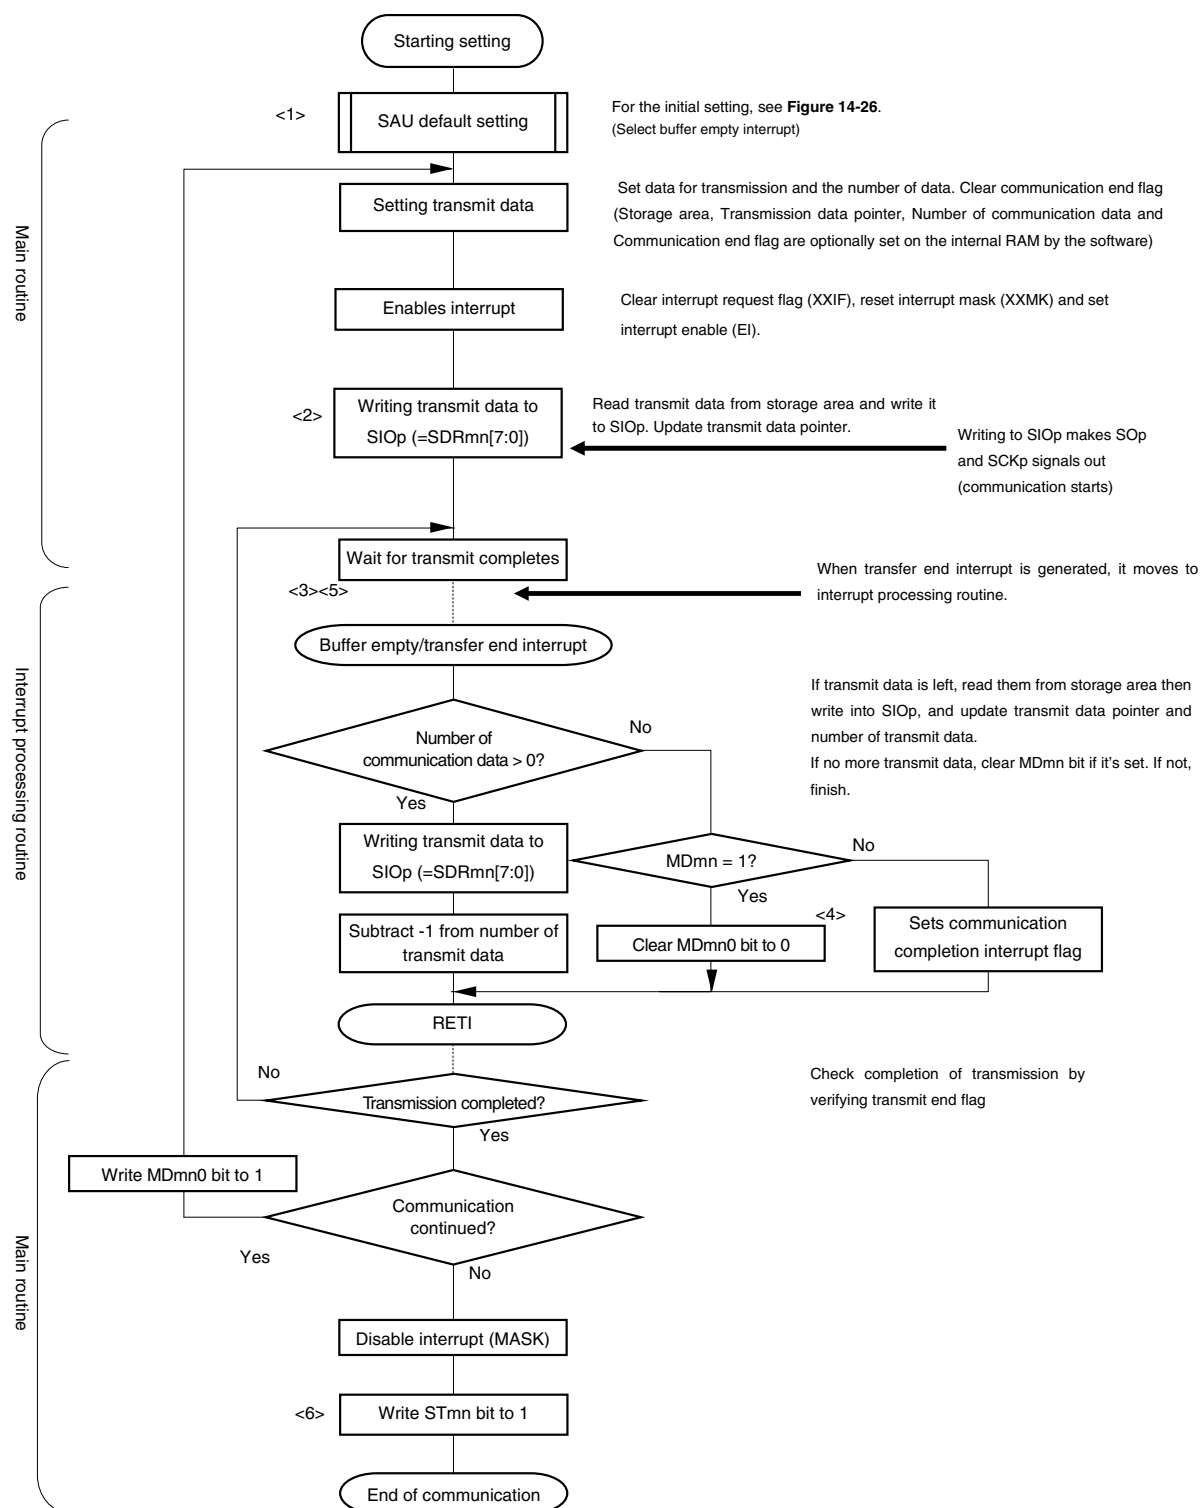 Starting setting
<1>
SAU default setting
For the initial setting, see Figure 14-26.
(Select buffer empty interrupt)
Setting transmit data
Set data for transmission and the number of data. Clear communication end flag
(Storage area, Transmission data pointer, Number of communication data and
Communication end flag are optionally set on the internal RAM by the software)
Main routine
Enables interrupt
Clear interrupt request flag (XXIF), reset interrupt mask (XXMK) and set
interrupt enable (EI).
<2>
Writing transmit data to
SIOp (=SDRmn[7:0])
Read transmit data from storage area and write it
to SIOp. Update transmit data pointer.
Writing to SIOp makes SOp
and SCKp signals out
(communication starts)
Wait for transmit completes
<3><5>
When transfer end interrupt is generated, it moves to
interrupt processing routine.
Buffer empty/transfer end interrupt
Interrupt processing routine
Number of
communication data > 0?
No
Yes
If transmit data is left, read them from storage area then
write into SIOp, and update transmit data pointer and
number of transmit data.
If no more transmit data, clear MDmn bit if it's set. If not,
finish.
Writing transmit data to
SIOp (=SDRmn[7:0])
MDmn = 1?
No
Yes
<4>
Subtract -1 from number of
transmit data
Clear MDmn0 bit to 0
Sets communication
completion interrupt flag
RETI
No
Transmission completed?
Yes
Check completion of transmission by
verifying transmit end flag
Write MDmn0 bit to 1
Communication
continued?
Yes
No
Main routine
Disable interrupt (MASK)
<6>
Write STmn bit to 1
End of communication